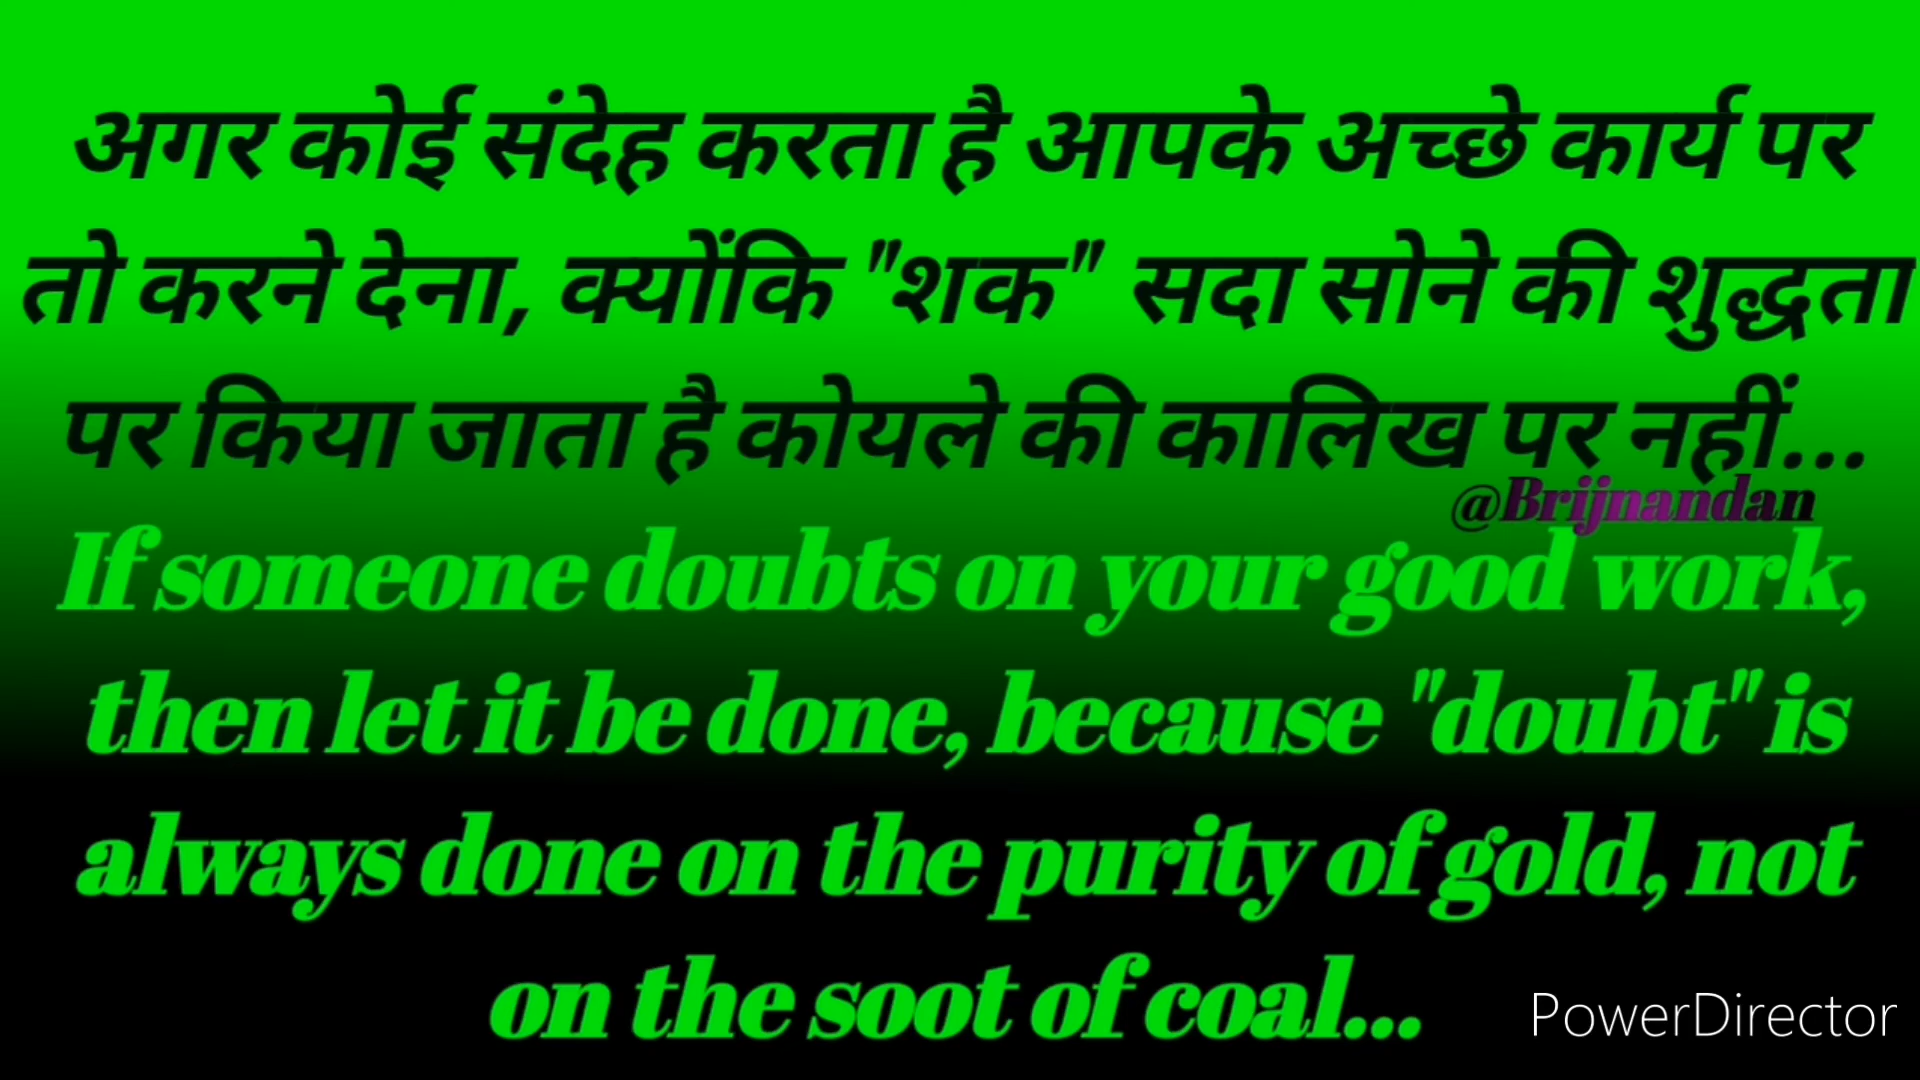 अगर कोई संदेह करता है आपके अच्छे कार्य पर
तो करने देना, क्योंकि "शक" सदा सोने की शुद्धता
पर किया जाता है कोयले की कालिख पर नहीं...
@Brijnandan
If someone doubts on your good work,
then let it be done, because "doubt" is
always done on the purity of gold, not
on the soot of coal...
PowerDirector